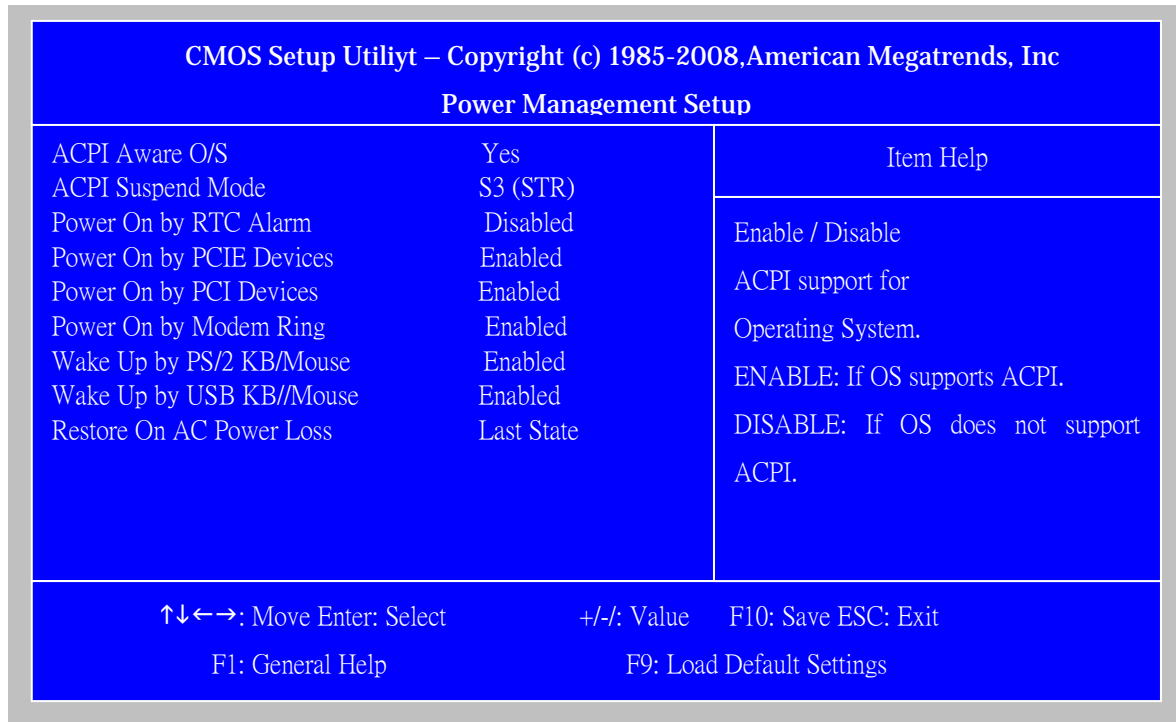 CMOS Setup Utiliyt – Copyright (c) 1985-2008,American Megatrends, Inc
Power Management Setup
ACPI Aware O/S Yes
ACPI Suspend Mode S3 (STR)
Power On by RTC Alarm Disabled
Power On by PCIE Devices Enabled
Power On by PCI Devices Enabled
Power On by Modem Ring Enabled
Wake Up by PS/2 KB/Mouse Enabled
Wake Up by USB KB//Mouse Enabled
Restore On AC Power Loss Last State
Item Help
Enable / Disable
ACPI support for
Operating System.
ENABLE: If OS supports ACPI.
DISABLE: If OS does not support
ACPI.
↑↓←→: Move Enter: Select +/-/: Value F10: Save ESC: Exit
F1: General Help F9: Load Default Settings